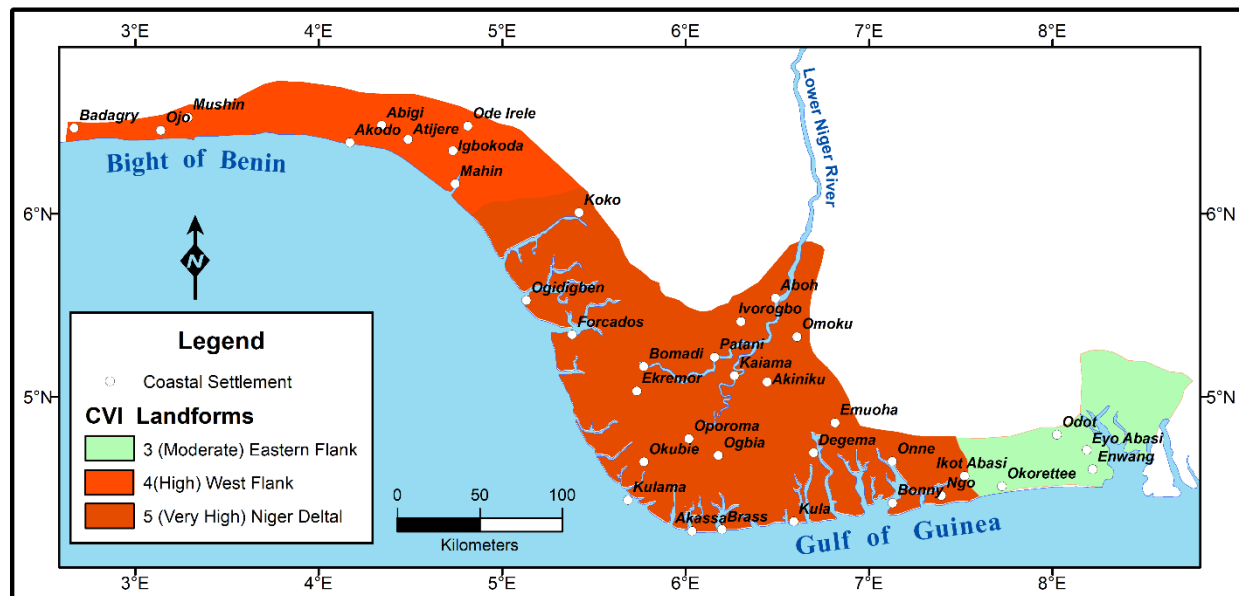 3°E 4°E 5°E 6°E 7°E 8°E
Lower Niger River
Badagry
Ojo
Mushin
Abigi
Ode Irele
Akodo
Atijere
Igbokoda
Mahin
Bight of Benin
6°N
6°N
Koko
N
Ogidigben
Forcados
Aboh
Ivorogbo
Omoku
Bomadi
Patani
Kaiama
Ekremor
Akiniku
5°N
5°N
Emuoha
Odot
Oporoma
Ogbia
Degema
Onne
Eyo Abasi
Enwang
Okubie
Ikot Abasi
Okorettee
Kulama
Bonny
Ngo
Akassa
Brass
Kula
Gulf of Guinea
Legend
Coastal Settlement
CVI Landforms
3 (Moderate) Eastern Flank
4(High) West Flank
5 (Very High) Niger Deltal
0 50 100
Kilometers
3°E 4°E 5°E 6°E 7°E 8°E